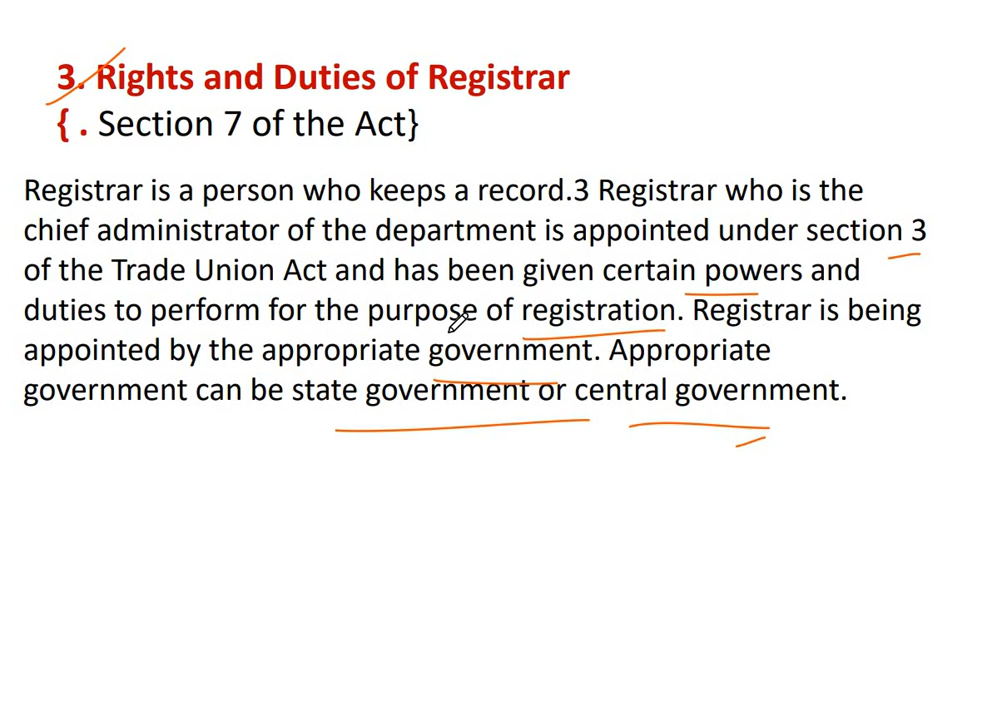 3. Rights and Duties of Registrar
{ . Section 7 of the Act}
Registrar is a person who keeps a record.3 Registrar who is the
chief administrator of the department is appointed under section 3
of the Trade Union Act and has been given certain powers and
duties to perform for the purpose of registration. Registrar is being
appointed by the appropriate government. Appropriate
government can be state government or central government.